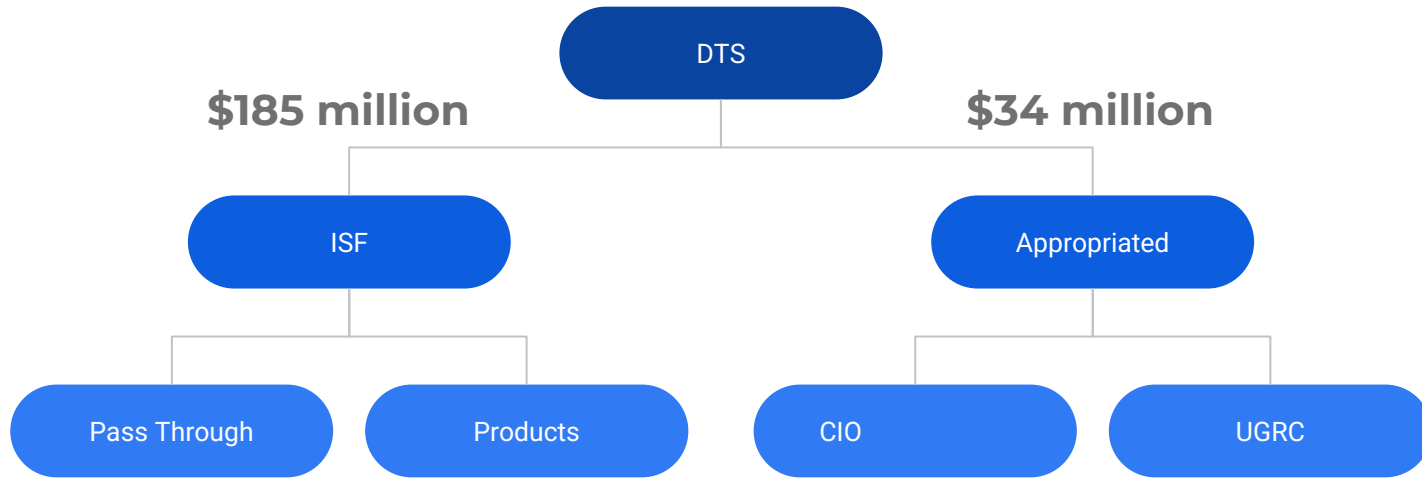 DTS
$185 million
$34 million
ISF
Appropriated
Pass Through
Products
CIO
UGRC